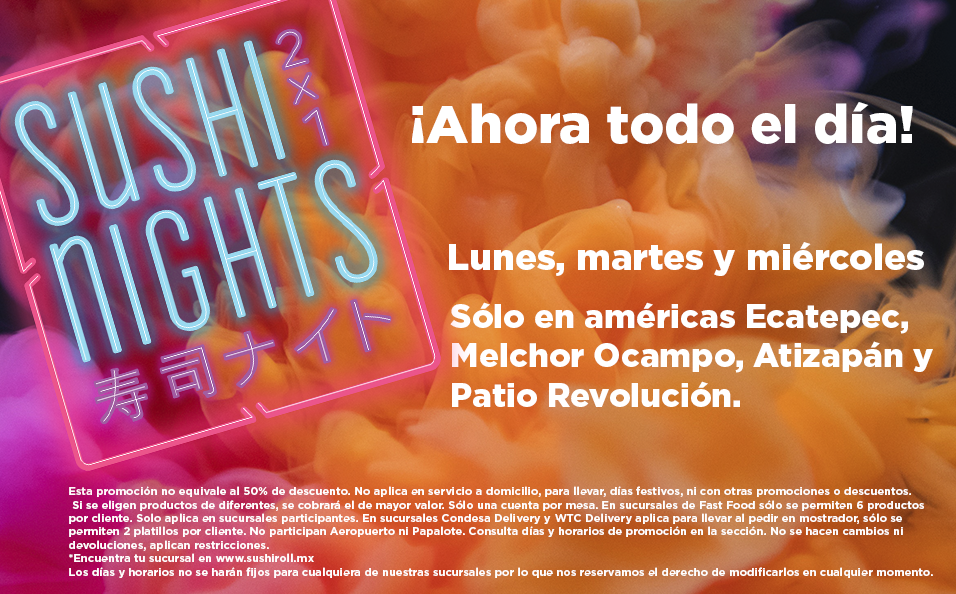 SUSHI
2x1
NIGHTS
寿司ナイト
¡Ahora todo el día!
Lunes, martes y miércoles
Sólo en américas Ecatepec,
Melchor Ocampo, Atizapán y
Patio Revolución.
Esta promoción no equivale al 50% de descuento. No aplica en servicio a domicilio, para llevar, días festivos, ni con otras promociones o descuentos.
Si se eligen productos de diferentes, se cobrará el de mayor valor. Sólo una cuenta por mesa. En sucursales de Fast Food sólo se permiten 6 productos
por cliente. Solo aplica en sucursales participantes. En sucursales Condesa Delivery y WTC Delivery aplica para llevar al pedir en mostrador, sólo se
permiten 2 platillos por cliente. No participan Aeropuerto ni Papalote. Consulta días y horarios de promoción en la sección. No se hacen cambios ni
devoluciones, aplican restricciones.
*Encuentra tu sucursal en www.sushiroll.mx
Los días y horarios no se harán fijos para cualquiera de nuestras sucursales por lo que nos reservamos el derecho de modificarlos en cualquier momento.